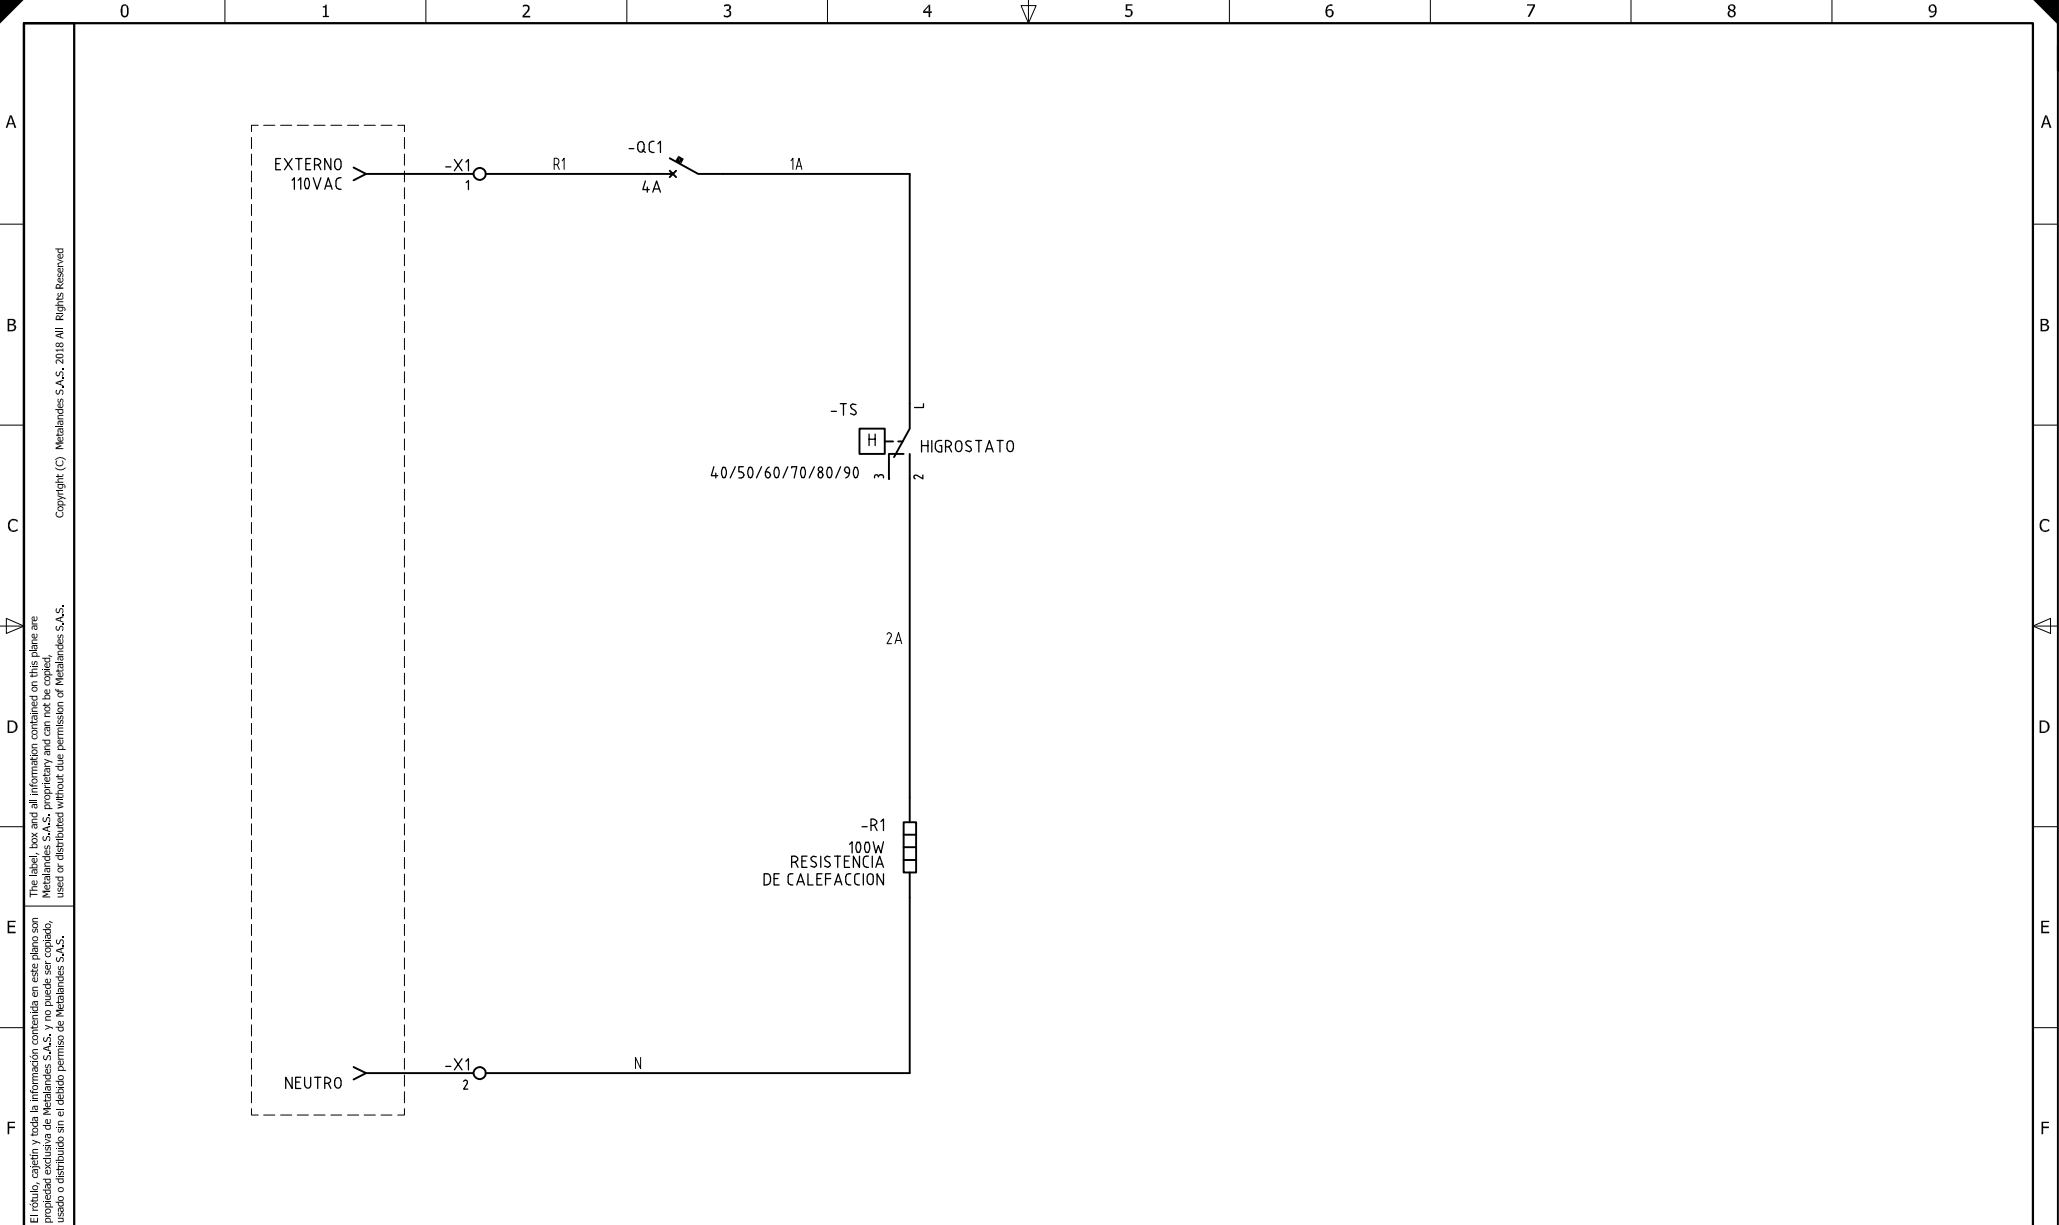 0 1 2 3 4 5 6 7 8 9
A A
B B
C C
D D
E E
F F
EXTERNO
110VAC
-X1
1
R1
-QC1
4A
1A
-TS
L
H
HIGROSTATO
40/50/60/70/80/90
3
2
2A
-R1
100W
RESISTENCIA
DE CALEFACCION
NEUTRO
-X1
2
N
Copyright (C) Metalandes S.A.S. 2018 All Rights Reserved
The label, box and all information contained on this plane are
Metalandes S.A.S. proprietary and can not be copied,
used or distributed without due permission of Metalandes S.A.S.
El rótulo, cajetín y toda la información contenida en este plano son
propiedad exclusiva de Metalandes S.A.S. y no puede ser copiado,
usado o distribuido sin el debido permiso de Metalandes S.A.S.